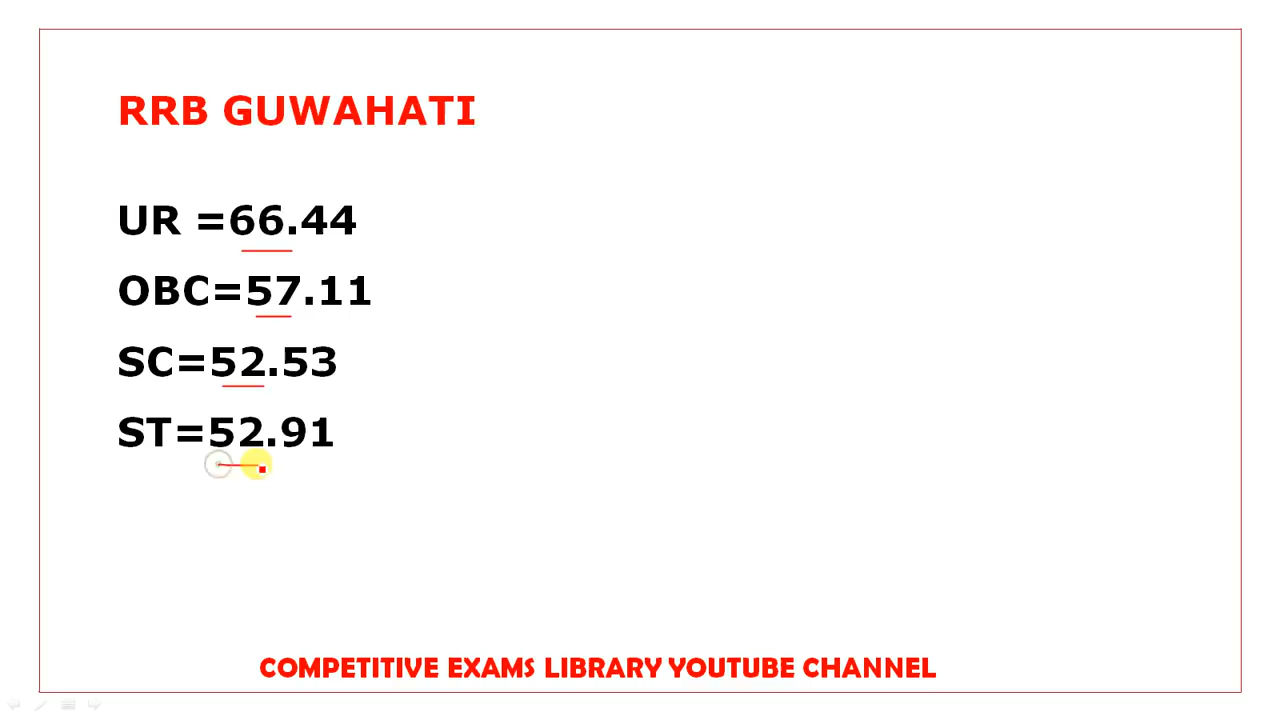 RRB GUWAHATI
UR =66.44
OBC=57.11
SC=52.53
ST=52.91
COMPETITIVE EXAMS LIBRARY YOUTUBE CHANNEL